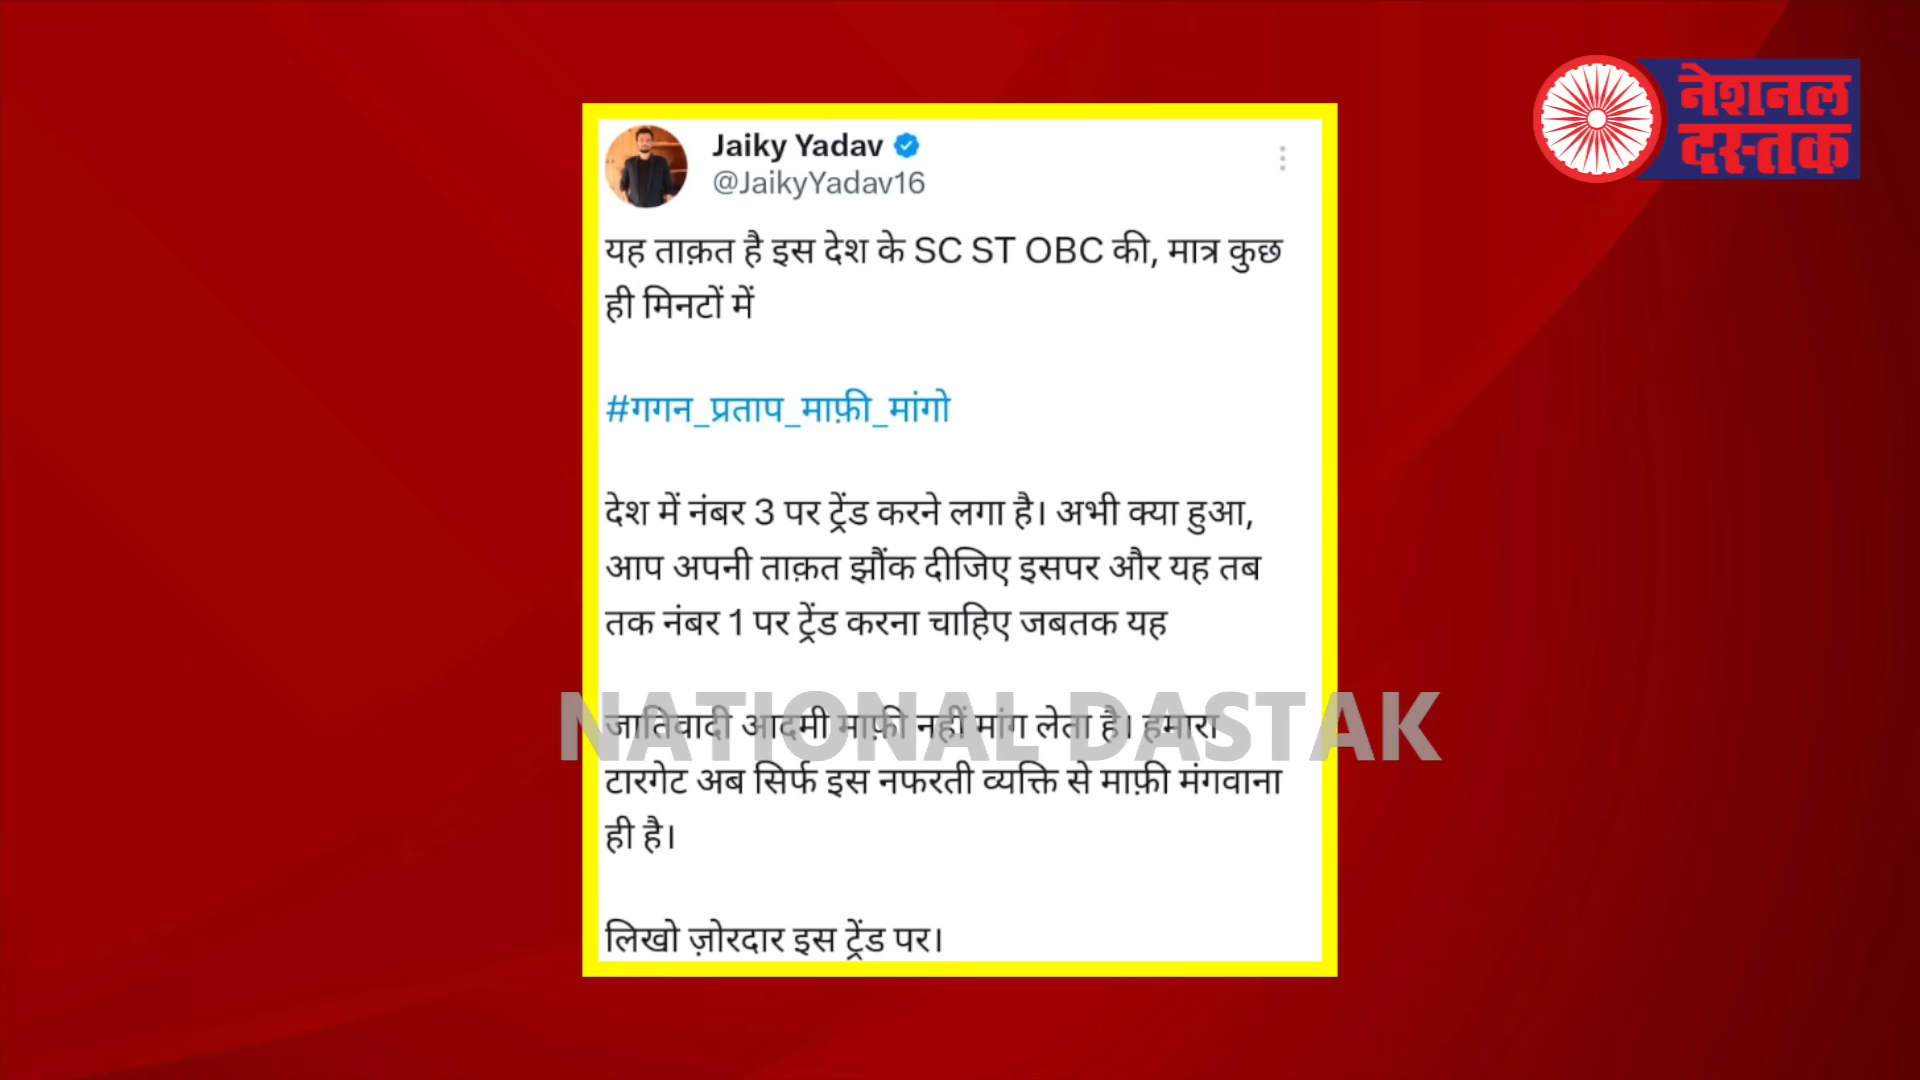 नेशनल
दस्तक
Jaiky Yadav
@JaikyYadav16
यह ताक़त है इस देश के SC ST OBC की, मात्र कुछ
ही मिनटों में
#गगन_प्रताप_माफ़ी_मांगो
देश में नंबर 3 पर ट्रेंड करने लगा है। अभी क्या हुआ,
आप अपनी ताक़त झौंक दीजिए इसपर और यह तब
तक नंबर 1 पर ट्रेंड करना चाहिए जबतक यह
जातिवादी आदमी माफ़ी नहीं मांग लेता है। हमारा
NATIONAL DASTAK
टारगेट अब सिर्फ इस नफरती व्यक्ति से माफ़ी मंगवाना
ही है।
लिखो ज़ोरदार इस ट्रेंड पर।